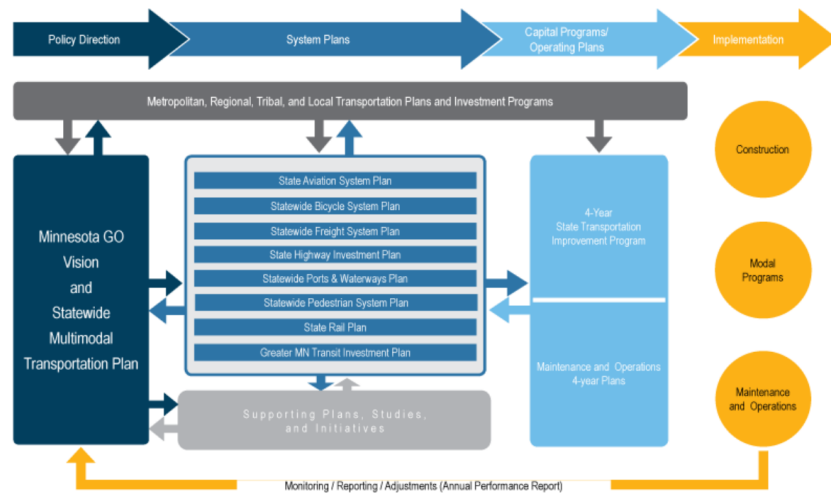 Policy Direction
System Plans
Capital Programs/
Operating Plans
Implementation
Metropolitan, Regional, Tribal, and Local Transportation Plans and Investment Programs
Minnesota GO
Vision
and
Statewide
Multimodal
Transportation Plan
State Aviation System Plan
Statewide Bicycle System Plan
Statewide Freight System Plan
State Highway Investment Plan
Statewide Ports & Waterways Plan
Statewide Pedestrian System Plan
State Rail Plan
Greater MN Transit Investment Plan
Supporting Plans, Studies,
and Initiatives
4-Year
State Transportation
Improvement Program
Maintenance and Operations
4-year Plans
Construction
Modal
Programs
Maintenance
and Operations
Monitoring / Reporting / Adjustments (Annual Performance Report)